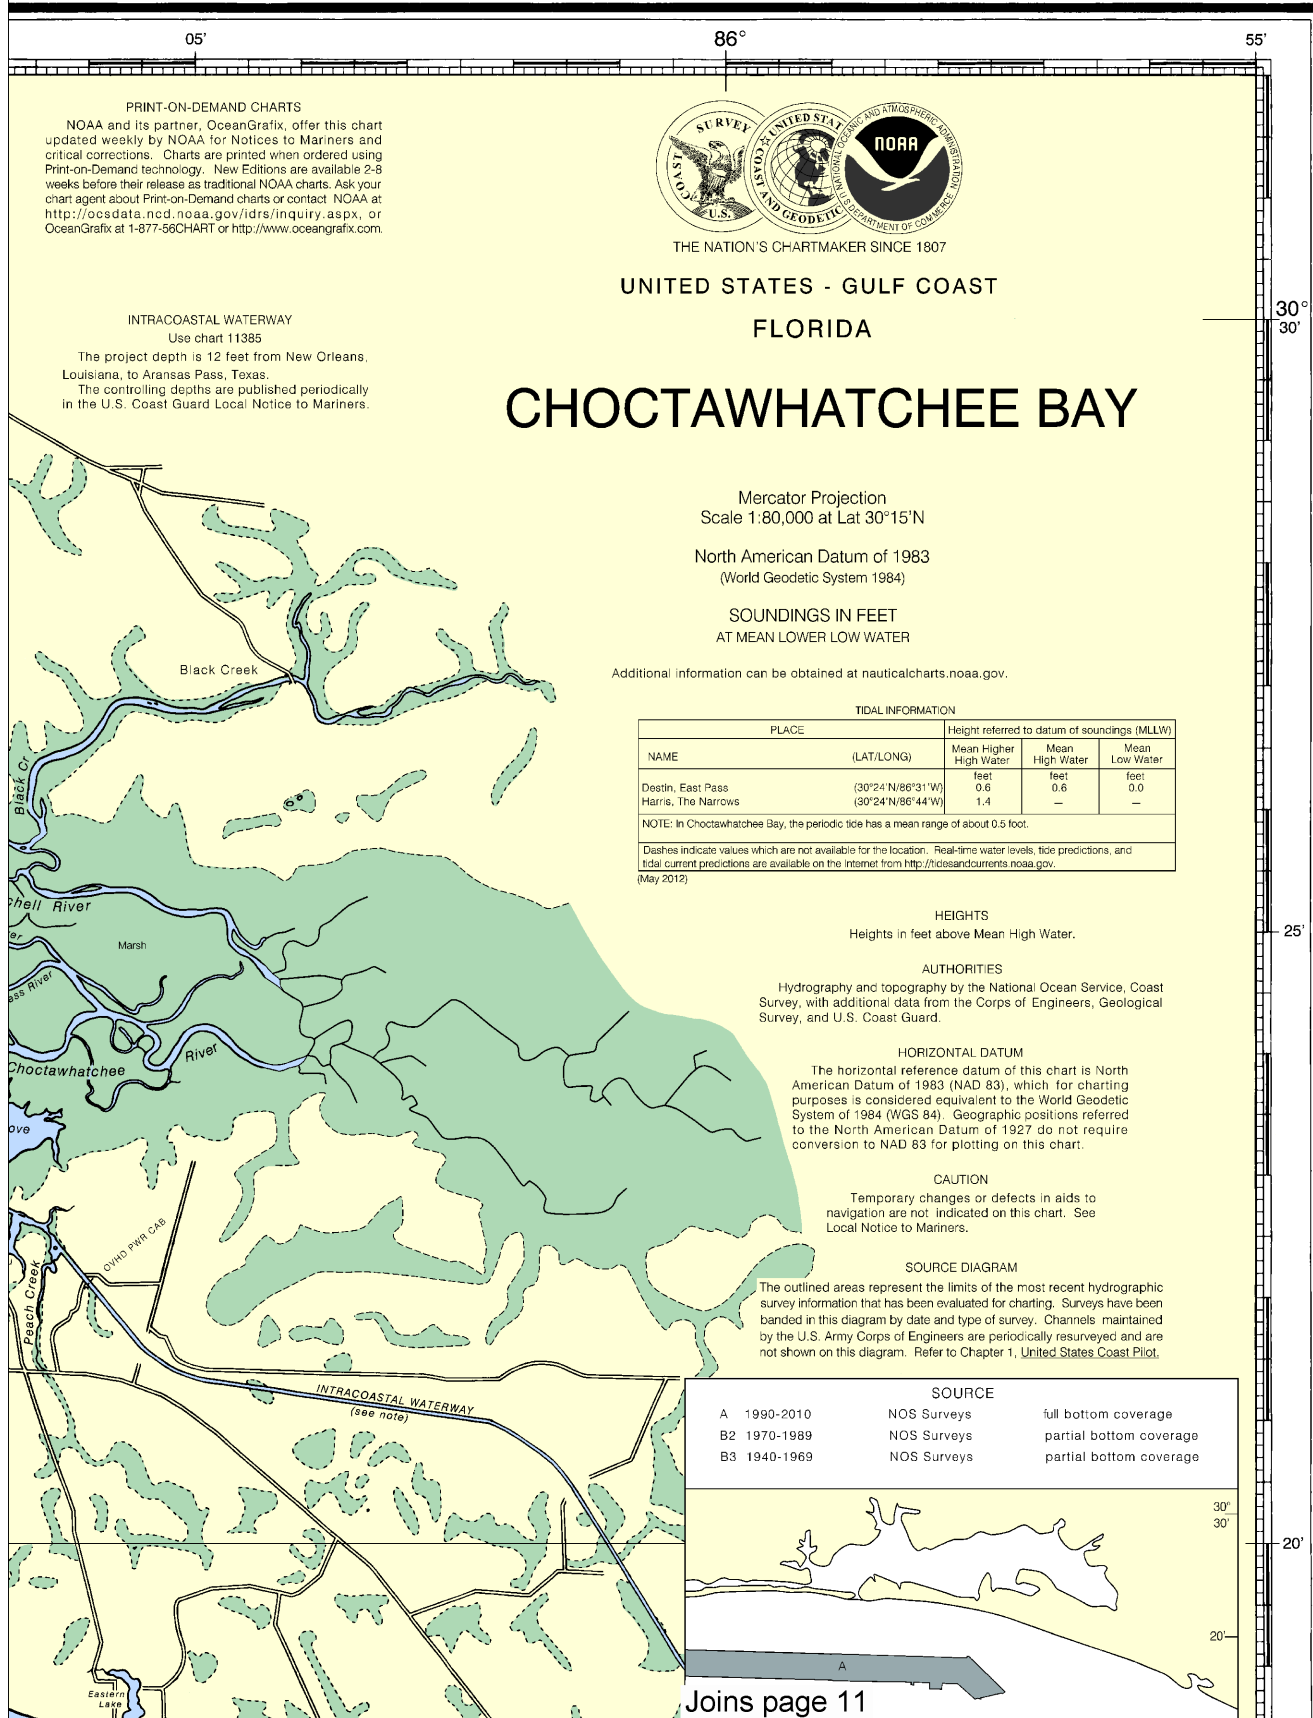 05'
86°
55'
PRINT-ON-DEMAND CHARTS
NOAA and its partner, OceanGrafix, offer this chart
updated weekly by NOAA for Notices to Mariners and
critical corrections. Charts are printed when ordered using
Print-on-Demand technology. New Editions are available 2-8
weeks before their release as traditional NOAA charts. Ask your
chart agent about Print-on-Demand charts or contact NOAA at
http://ocsdata.ncd.noaa.gov/idrs/inquiry.aspx, or
OceanGrafix at 1-877-56CHART or http://www.oceangrafix.com.
COAST SURVEY U.S.
UNITED STATES COAST AND GEODETIC
NATIONAL OCEANIC AND ATMOSPHERIC ADMINISTRATION
NOAA
U.S. DEPARTMENT OF COMMERCE
THE NATION'S CHARTMAKER SINCE 1807
UNITED STATES - GULF COAST
FLORIDA
CHOCTAWHATCHEE BAY
30°
30'
INTRACOASTAL WATERWAY
Use chart 11385
The project depth is 12 feet from New Orleans,
Louisiana, to Aransas Pass, Texas.
The controlling depths are published periodically
in the U.S. Coast Guard Local Notice to Mariners.
Mercator Projection
Scale 1:80,000 at Lat 30°15'N
North American Datum of 1983
(World Geodetic System 1984)
SOUNDINGS IN FEET
AT MEAN LOWER LOW WATER
Additional information can be obtained at nauticalcharts.noaa.gov.
TIDAL INFORMATION
PLACE Height referred to datum of soundings (MLLW)
NAME (LAT/LONG) Mean Higher High Water Mean High Water Mean Low Water
feet feet feet
Destin, East Pass (30°24'N/86°31'W) 0.6 0.6 0.0
Harris, The Narrows (30°24'N/86°44'W) 1.4 — —
NOTE: In Choctawhatchee Bay, the periodic tide has a mean range of about 0.5 foot.
Dashes indicate values which are not available for the location. Real-time water levels, tide predictions, and
tidal current predictions are available on the Internet from http://tidesandcurrents.noaa.gov.
(May 2012)
HEIGHTS
Heights in feet above Mean High Water.
25'
AUTHORITIES
Hydrography and topography by the National Ocean Service, Coast
Survey, with additional data from the Corps of Engineers, Geological
Survey, and U.S. Coast Guard.
HORIZONTAL DATUM
The horizontal reference datum of this chart is North
American Datum of 1983 (NAD 83), which for charting
purposes is considered equivalent to the World Geodetic
System of 1984 (WGS 84). Geographic positions referred
to the North American Datum of 1927 do not require
conversion to NAD 83 for plotting on this chart.
CAUTION
Temporary changes or defects in aids to
navigation are not indicated on this chart. See
Local Notice to Mariners.
SOURCE DIAGRAM
The outlined areas represent the limits of the most recent hydrographic
survey information that has been evaluated for charting. Surveys have been
banded in this diagram by date and type of survey. Channels maintained
by the U.S. Army Corps of Engineers are periodically resurveyed and are
not shown on this diagram. Refer to Chapter 1, United States Coast Pilot.
SOURCE
A 1990-2010 NOS Surveys full bottom coverage
B2 1970-1989 NOS Surveys partial bottom coverage
B3 1940-1969 NOS Surveys partial bottom coverage
30°
30'
20'
20'
A
Joins page 11
Black Creek
Black Cr
chell River
er
Marsh
ess River
River
Choctawhatchee
ove
OVHD PWR CAB
Peach Creek
INTRACOASTAL WATERWAY
(see note)
Eastern
Lake